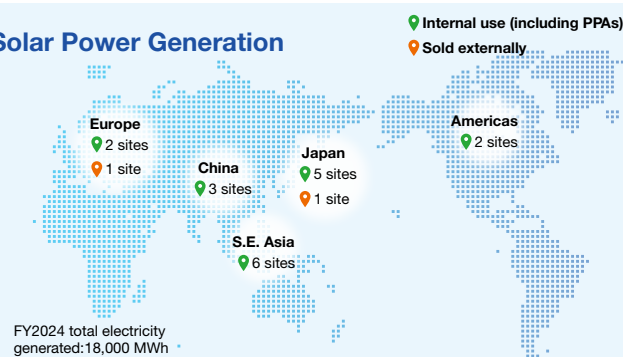 Solar Power Generation
Internal use (including PPAs)
Sold externally
Europe
2 sites
1 site
China
3 sites
Japan
5 sites
1 site
Americas
2 sites
S.E. Asia
6 sites
FY2024 total electricity
generated:18,000 MWh